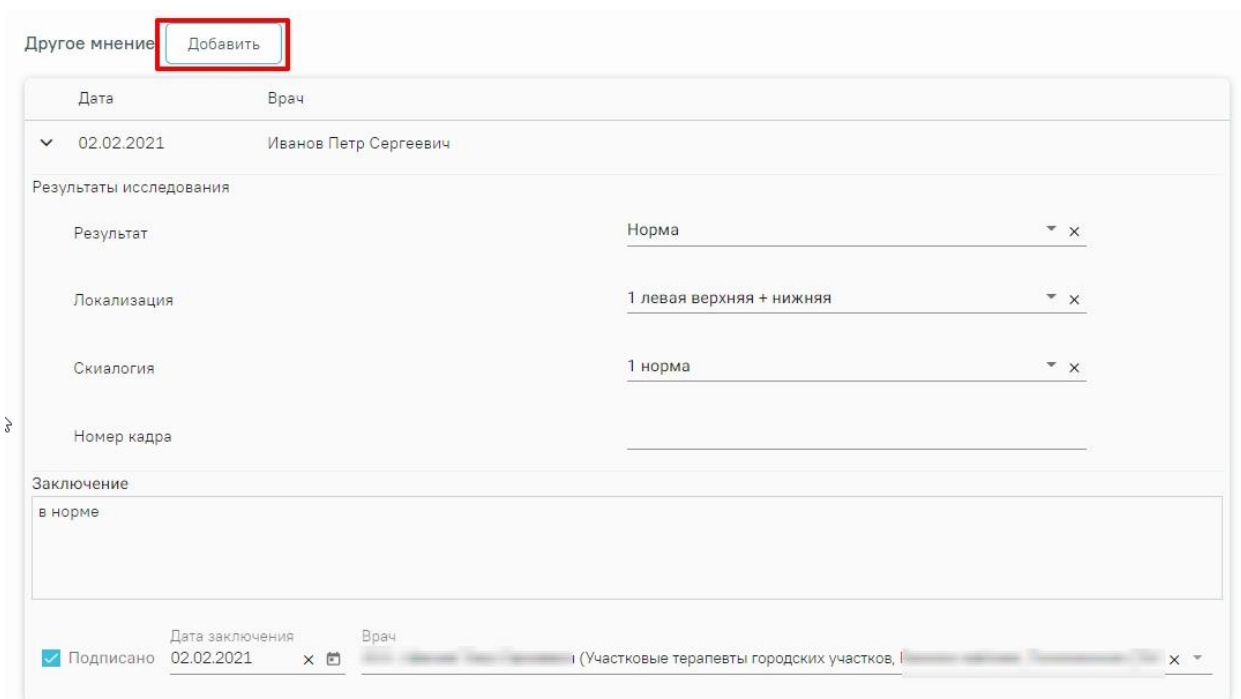 Другое мнение Добавить
Дата Врач
02.02.2021 Иванов Петр Сергеевич
Результаты исследования
Результат Норма
Локализация 1 левая верхняя + нижняя
Скиалогия 1 норма
Номер кадра
Заключение
в норме
Дата заключения Врач
Подписано 02.02.2021 (Участковые терапевты городских участков,